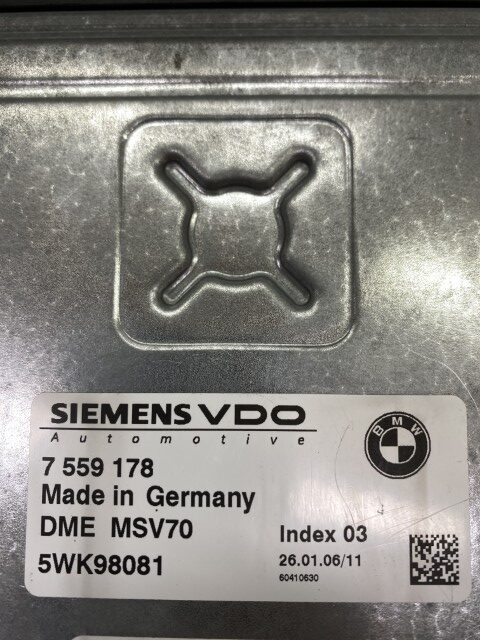 SIEMENS VDO
Automotive
BMW
7 559 178
Made in Germany
DME MSV70
Index 03
5WK98081
26.01.06/11
60410630